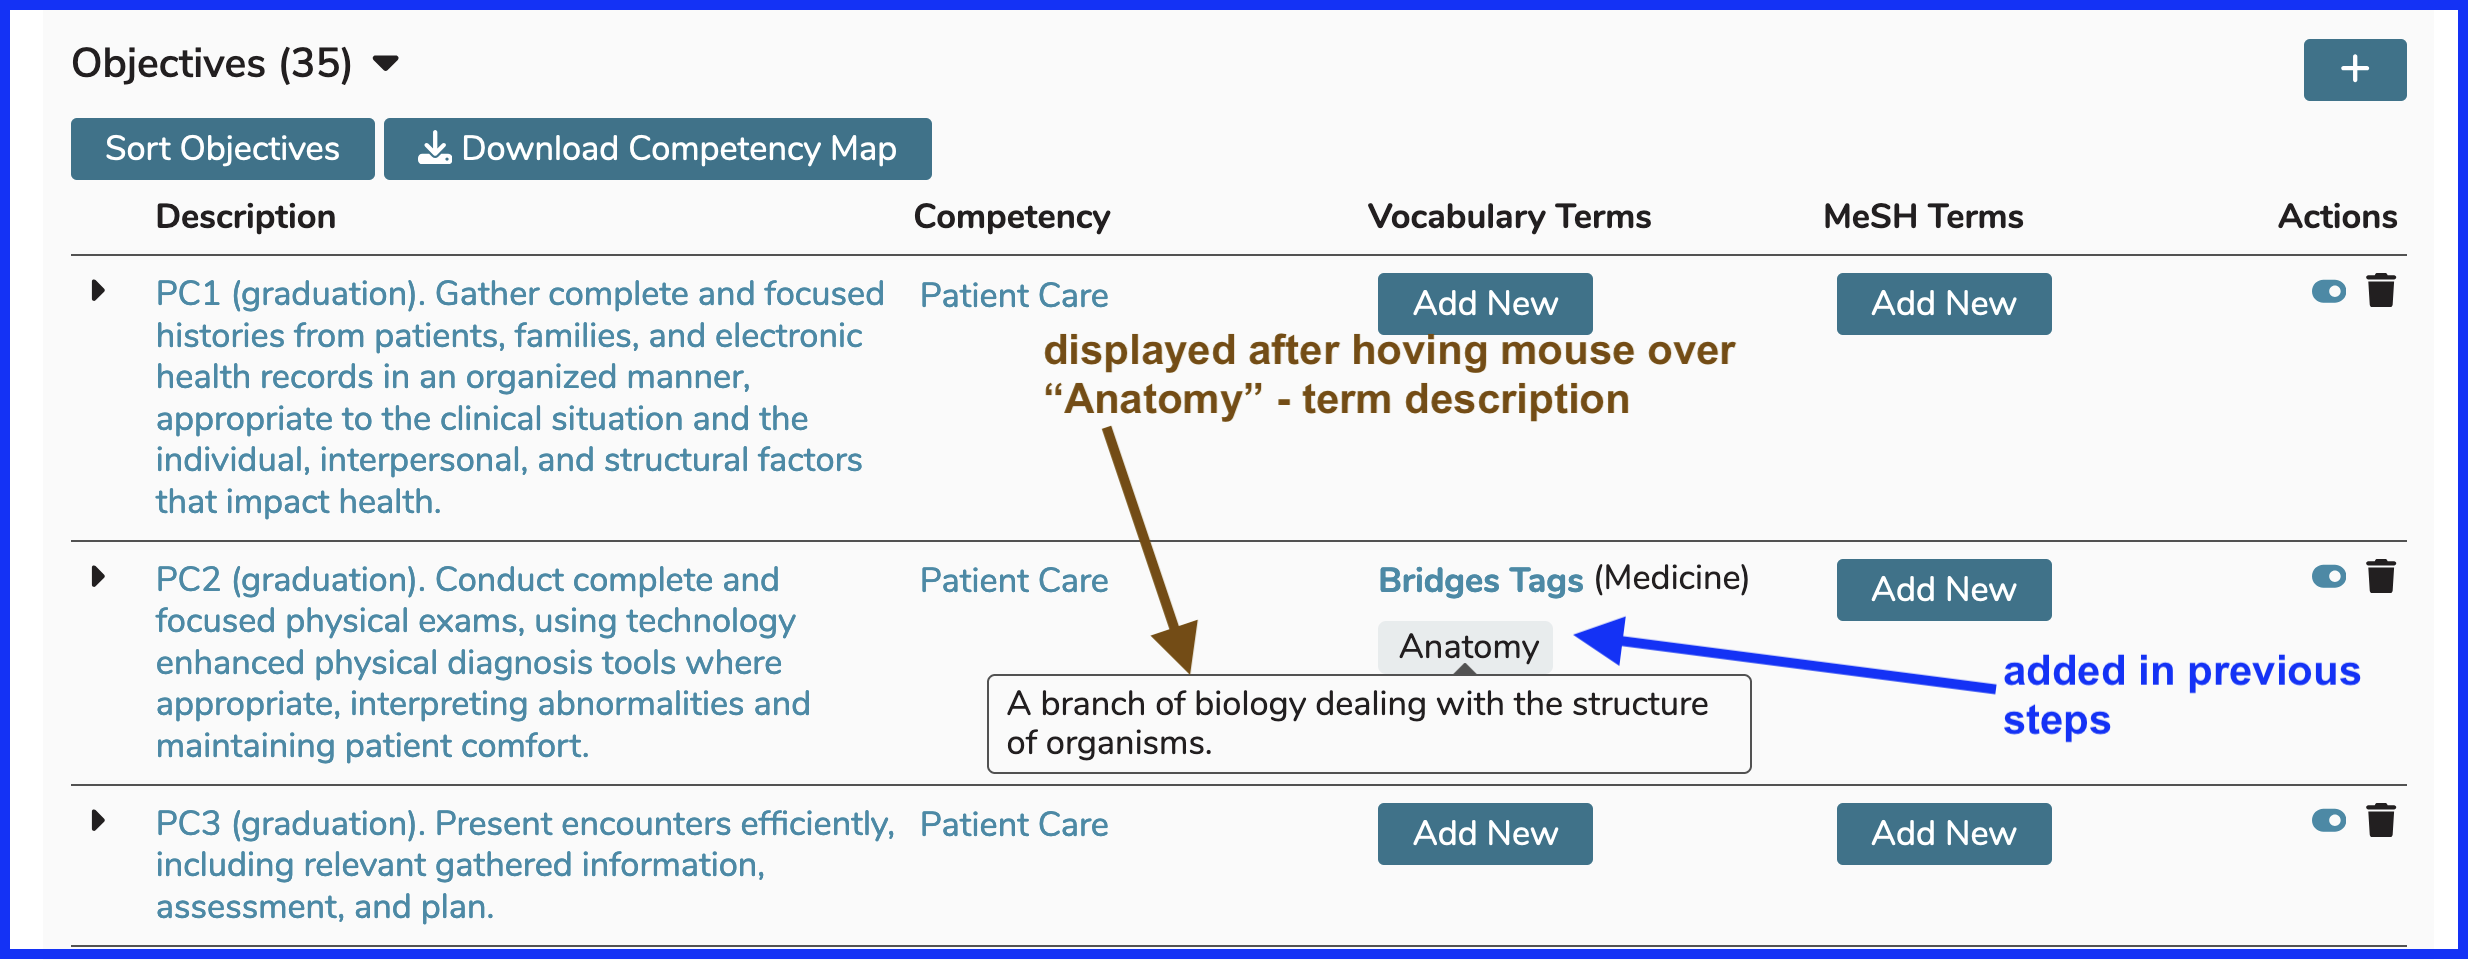 Objectives (35)
+
Sort Objectives
Download Competency Map
Description
Competency
Vocabulary Terms
MeSH Terms
Actions
PC1 (graduation). Gather complete and focused
histories from patients, families, and electronic
health records in an organized manner,
appropriate to the clinical situation and the
individual, interpersonal, and structural factors
that impact health.
Patient Care
Add New
Add New
displayed after hoving mouse over
“Anatomy” - term description
PC2 (graduation). Conduct complete and
focused physical exams, using technology
enhanced physical diagnosis tools where
appropriate, interpreting abnormalities and
maintaining patient comfort.
Patient Care
Bridges Tags (Medicine)
Anatomy
A branch of biology dealing with the structure
of organisms.
Add New
added in previous
steps
PC3 (graduation). Present encounters efficiently,
including relevant gathered information,
assessment, and plan.
Patient Care
Add New
Add New